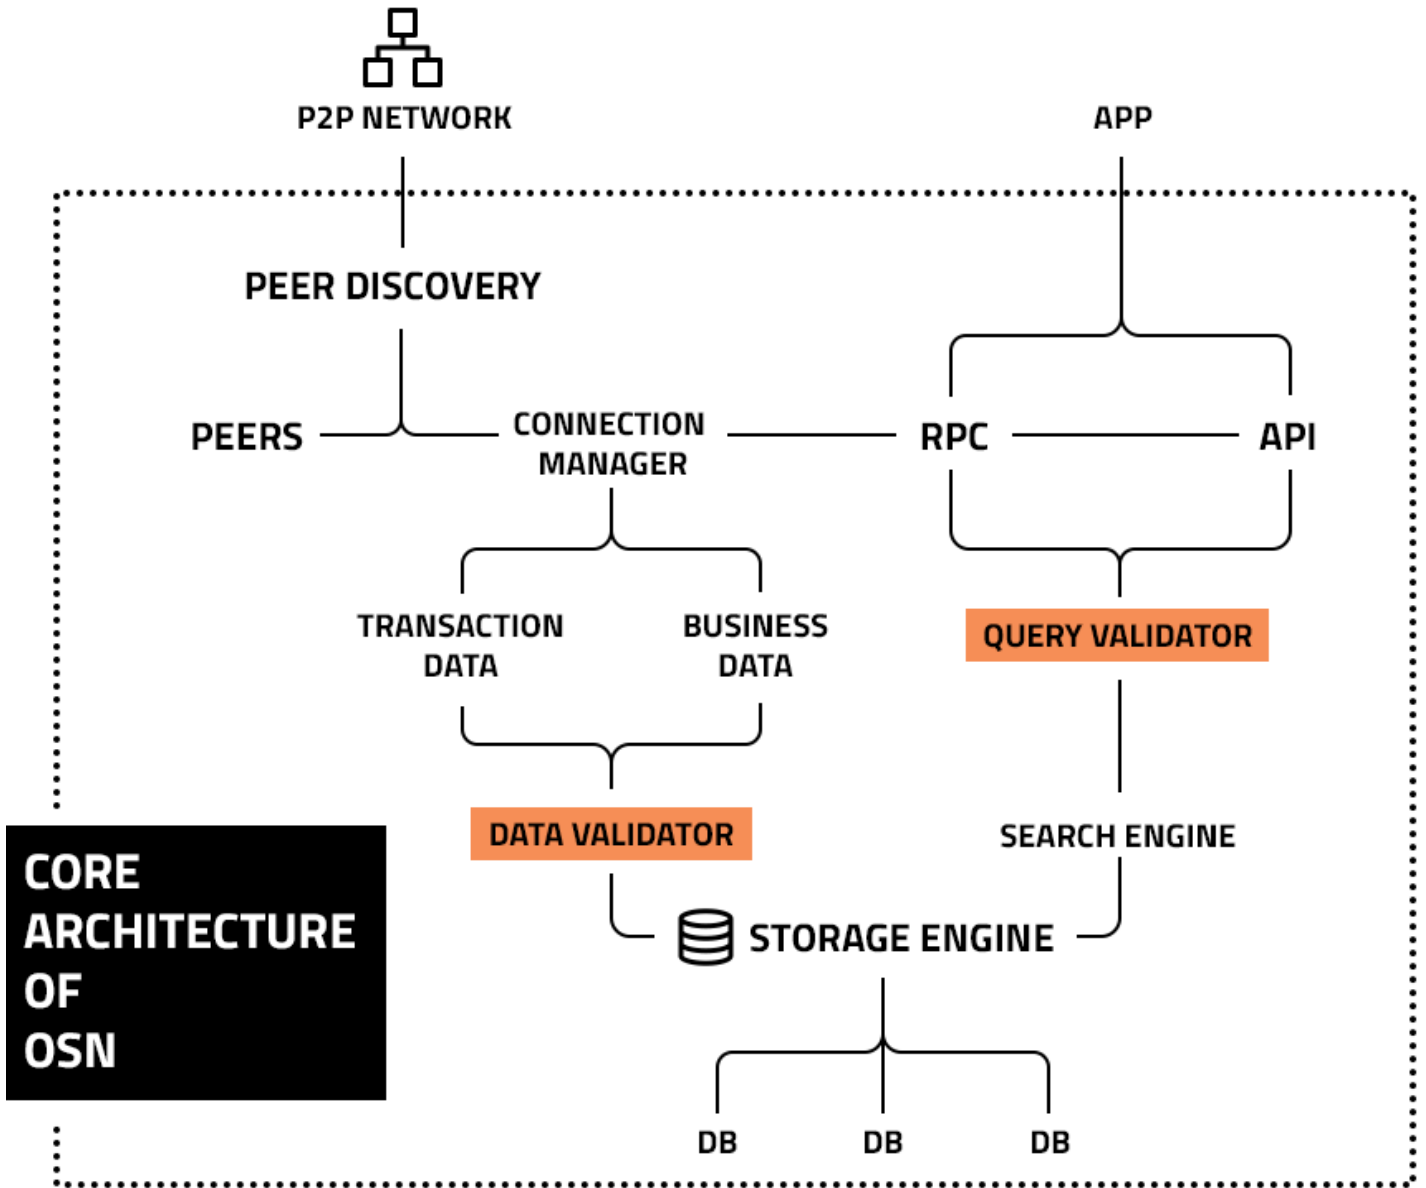 P2P NETWORK
APP
PEER DISCOVERY
PEERS
CONNECTION
MANAGER
RPC
API
TRANSACTION
DATA
BUSINESS
DATA
QUERY VALIDATOR
DATA VALIDATOR
SEARCH ENGINE
STORAGE ENGINE
DB
DB
DB
CORE
ARCHITECTURE
OF
OSN